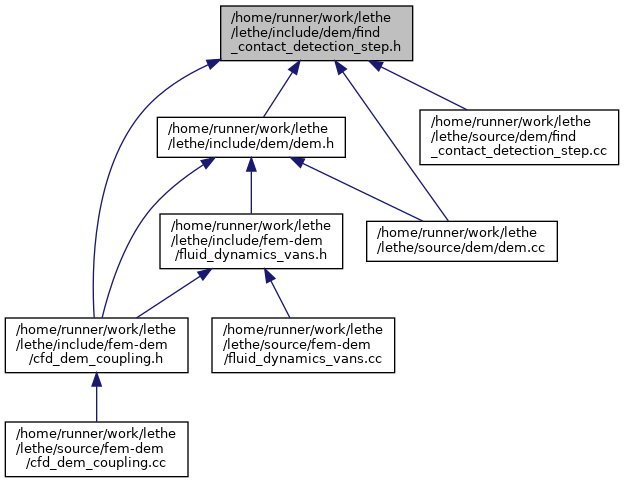 /home/runner/work/lethe
/lethe/include/dem/find
_contact_detection_step.h
/home/runner/work/lethe
/lethe/include/dem/dem.h
/home/runner/work/lethe
/lethe/source/dem/find
_contact_detection_step.cc
/home/runner/work/lethe
/lethe/include/fem-dem
/fluid_dynamics_vans.h
/home/runner/work/lethe
/lethe/source/dem/dem.cc
/home/runner/work/lethe
/lethe/include/fem-dem
/cfd_dem_coupling.h
/home/runner/work/lethe
/lethe/source/fem-dem
/fluid_dynamics_vans.cc
/home/runner/work/lethe
/lethe/source/fem-dem
/cfd_dem_coupling.cc